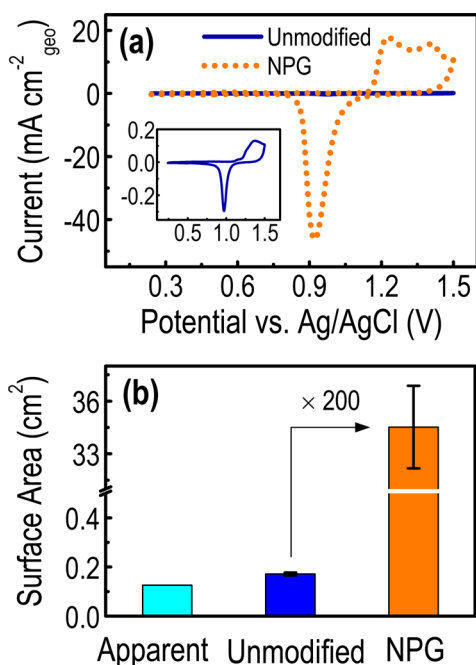 (a)
Unmodified
NPG
20
0
-20
-40
Current (mA cm⁻²geo)
0.2
0.0
-0.2
0.5 1.0 1.5
0.3 0.6 0.9 1.2 1.5
Potential vs. Ag/AgCl (V)
(b)
× 200
36
33
0.4
0.2
0.0
Surface Area (cm²)
Apparent Unmodified NPG